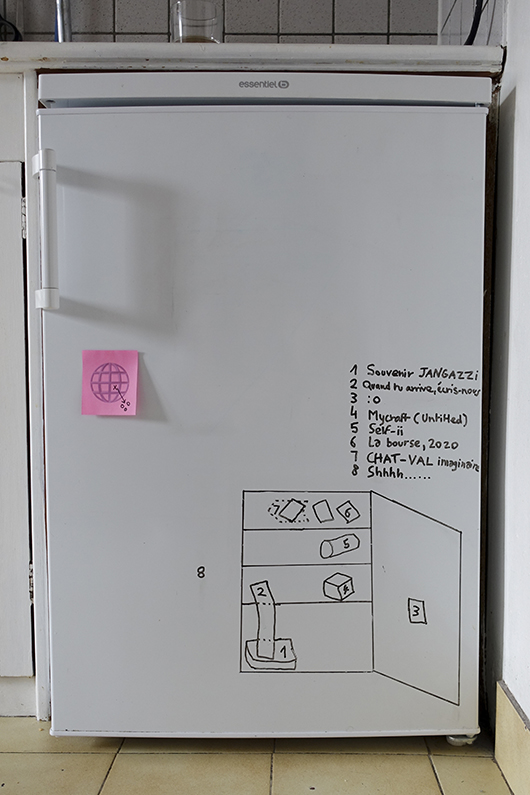 essentiel b
1 Souvenir JANGAZZI
2 Quand tu arrive, écris-nous
3 :o
4 Mycraft (Untitled)
5 Self-ii
6 La bourse, 2020
7 CHAT-VAL imaginaire
8 Shhhh......
7 6
5
8
2 4
3
1